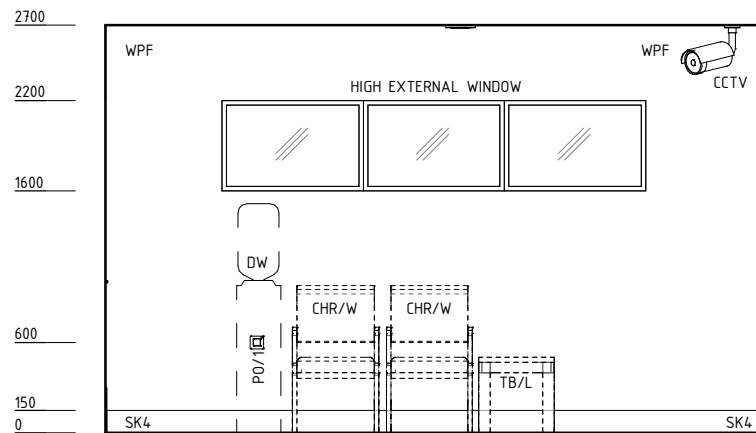 2700
WPF
WPF
CCTV
HIGH EXTERNAL WINDOW
2200
1600
DW
CHR/W
CHR/W
600
PO/1
TB/L
150
SK4
SK4
0